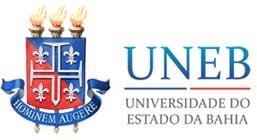 HOMINEM AUGERE
UNEB
UNIVERSIDADE DO
ESTADO DA BAHIA